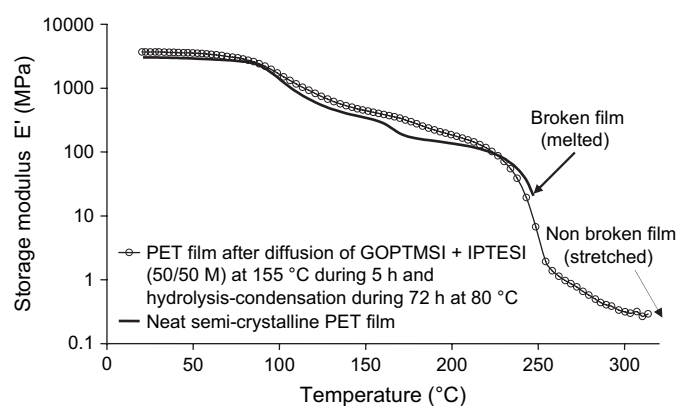 10000
1000
100
10
1
0.1
Storage modulus E' (MPa)
Broken film
(melted)
Non broken film
(stretched)
PET film after diffusion of GOPTMSI + IPTESI
(50/50 M) at 155 °C during 5 h and
hydrolysis-condensation during 72 h at 80 °C
Neat semi-crystalline PET film
0 50 100 150 200 250 300
Temperature (°C)